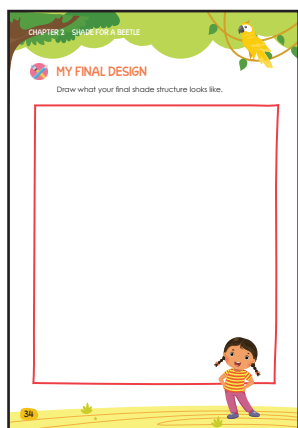 CHAPTER 2 SHADE FOR A BEETLE
MY FINAL DESIGN
Draw what your final shade structure looks like.
34